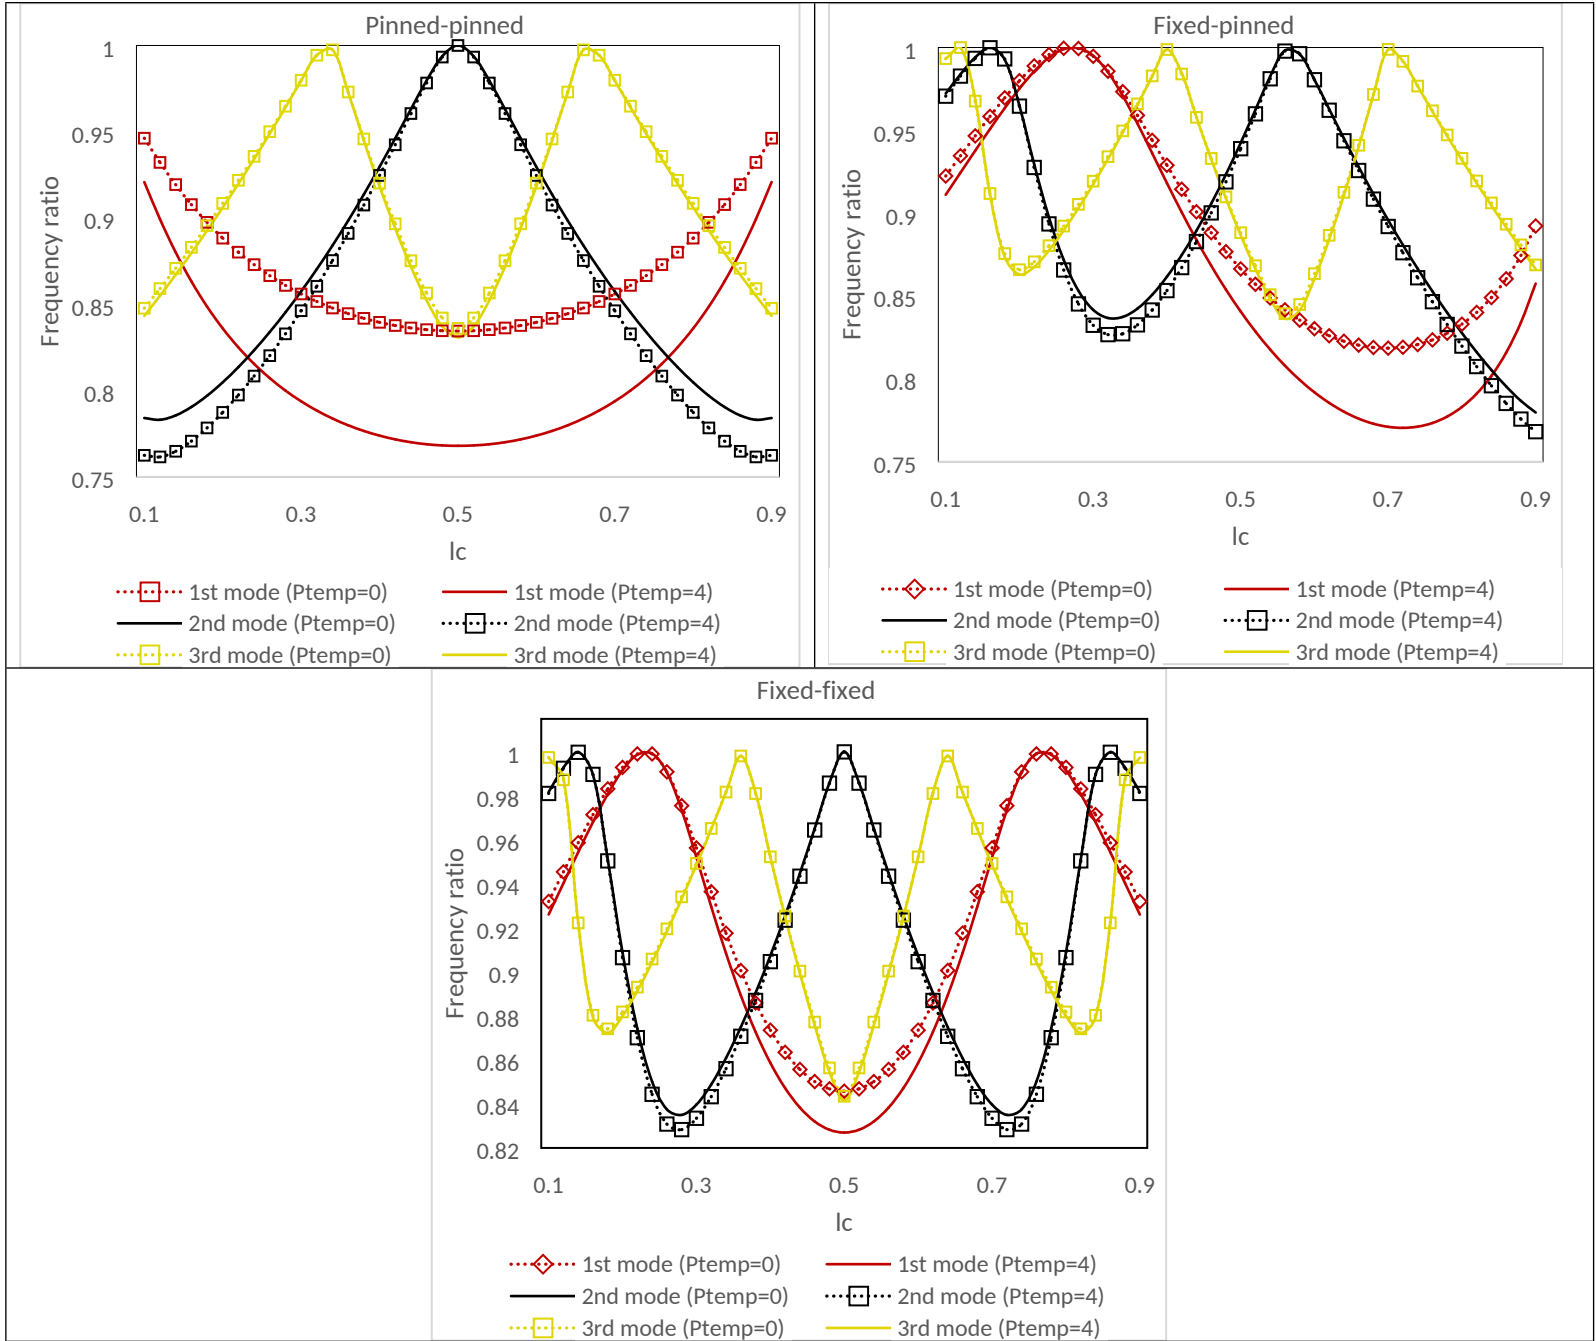 Pinned-pinned
1
0.95
0.9
0.85
0.8
0.75
Frequency ratio
0.1 0.3 0.5 0.7 0.9
lc
1st mode (Ptemp=0) 1st mode (Ptemp=4)
2nd mode (Ptemp=0) 2nd mode (Ptemp=4)
3rd mode (Ptemp=0) 3rd mode (Ptemp=4)
Fixed-pinned
1
0.95
0.9
0.85
0.8
0.75
Frequency ratio
0.1 0.3 0.5 0.7 0.9
lc
1st mode (Ptemp=0) 1st mode (Ptemp=4)
2nd mode (Ptemp=0) 2nd mode (Ptemp=4)
3rd mode (Ptemp=0) 3rd mode (Ptemp=4)
Fixed-fixed
1
0.98
0.96
0.94
0.92
0.9
0.88
0.86
0.84
0.82
Frequency ratio
0.1 0.3 0.5 0.7 0.9
lc
1st mode (Ptemp=0) 1st mode (Ptemp=4)
2nd mode (Ptemp=0) 2nd mode (Ptemp=4)
3rd mode (Ptemp=0) 3rd mode (Ptemp=4)